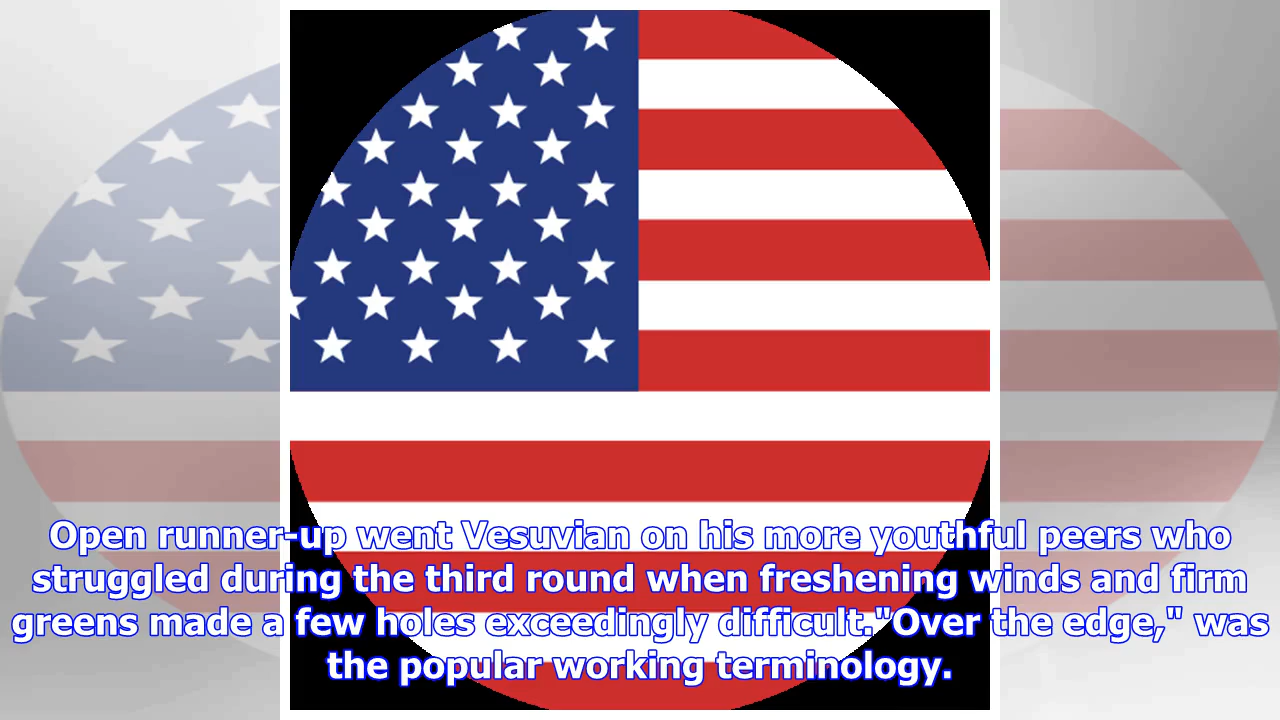 Open runner-up went Vesuvian on his more youthful peers who
struggled during the third round when freshening winds and firm
greens made a few holes exceedingly difficult."Over the edge," was
the popular working terminology.